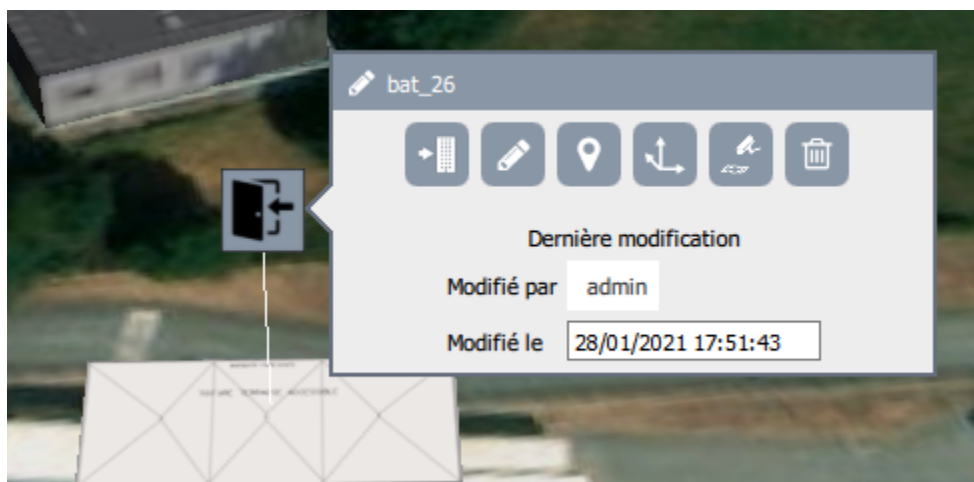 bat_26
Dernière modification
Modifié par admin
Modifié le 28/01/2021 17:51:43